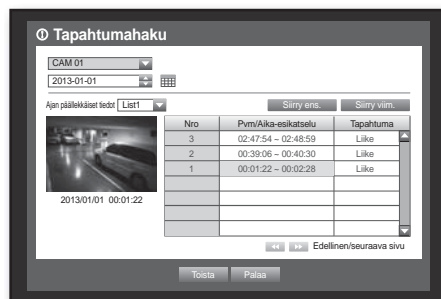 Tapahtumahaku
CAM 01
2013-01-01
Ajan päällekkäiset tiedot List1 Siirry ens. Siirry viim.
Nro Pvm/Aika-esikatselu Tapahtuma
3 02:47:54 ~ 02:48:59 Liike
2 00:39:06 ~ 00:40:30 Liike
1 00:01:22 ~ 00:02:28 Liike
2013/01/01 00:01:22
Edellinen/seuraava sivu
Toista Palaa